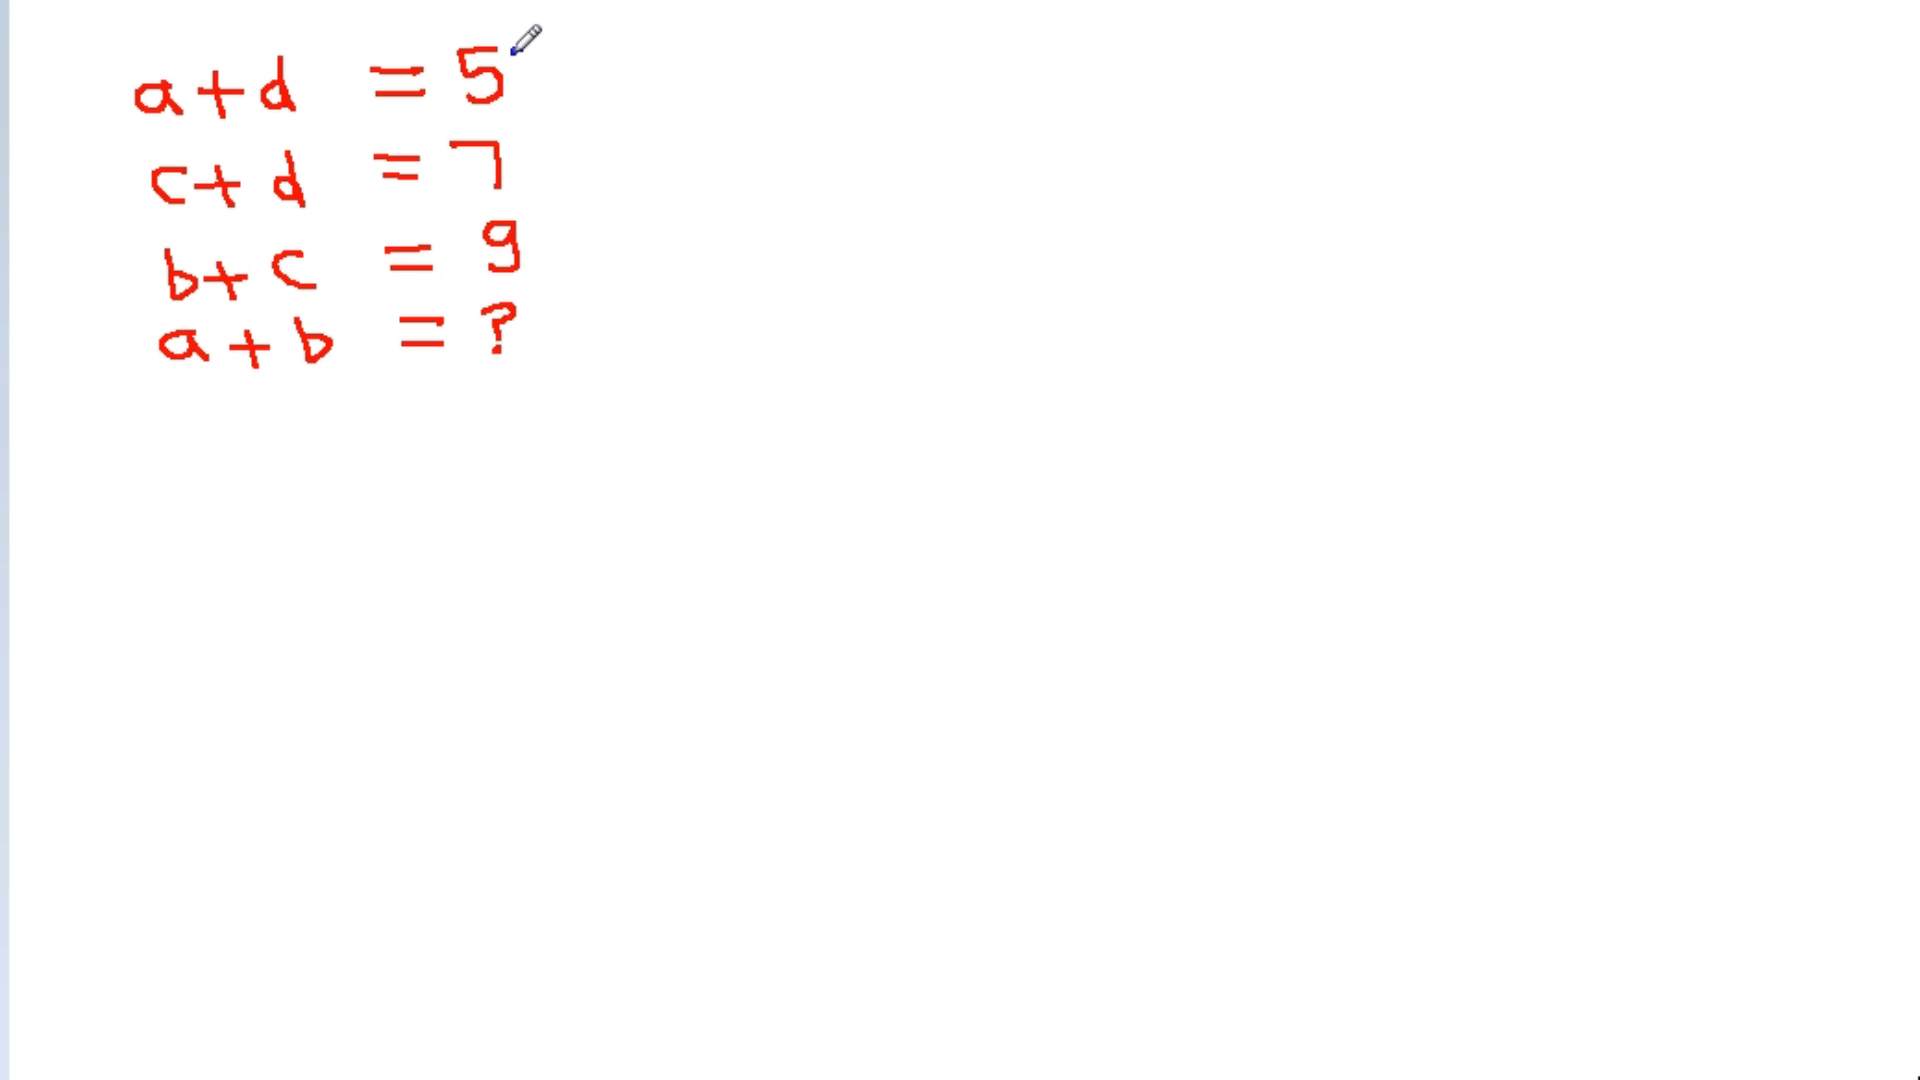 a+d = 5
c+d = 7
b+c = 9
a+b = ?